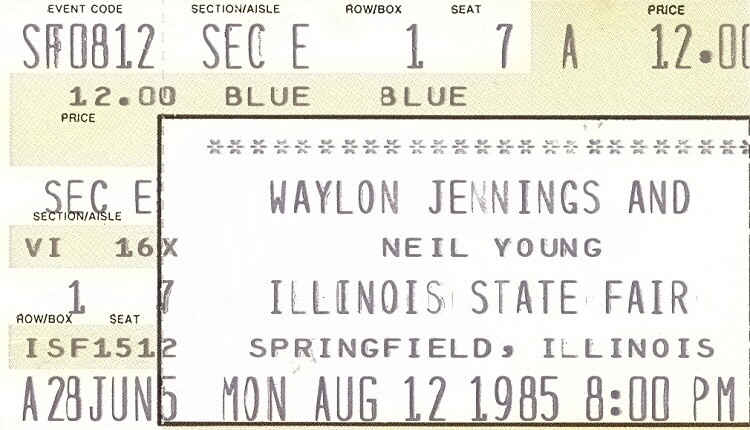 EVENT CODE SECTION/AISLE ROW/BOX SEAT PRICE
SF0812 SEC E 1 7 A 12.00
12.00 BLUE BLUE
PRICE
*****************************
SEC E WAYLON JENNINGS AND
SECTION/AISLE
VI 16X NEIL YOUNG
1 7 ILLINOIS STATE FAIR
ROW/BOX SEAT
ISF1512 SPRINGFIELD, ILLINOIS
A28JUN5 MON AUG 12 1985 8:00 PM